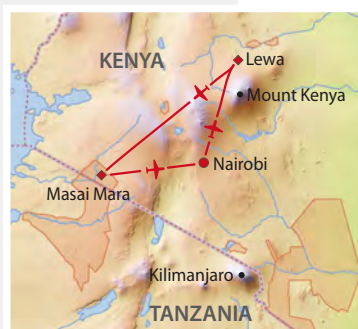 Lewa
KENYA
Mount Kenya
Nairobi
Masai Mara
Kilimanjaro
TANZANIA